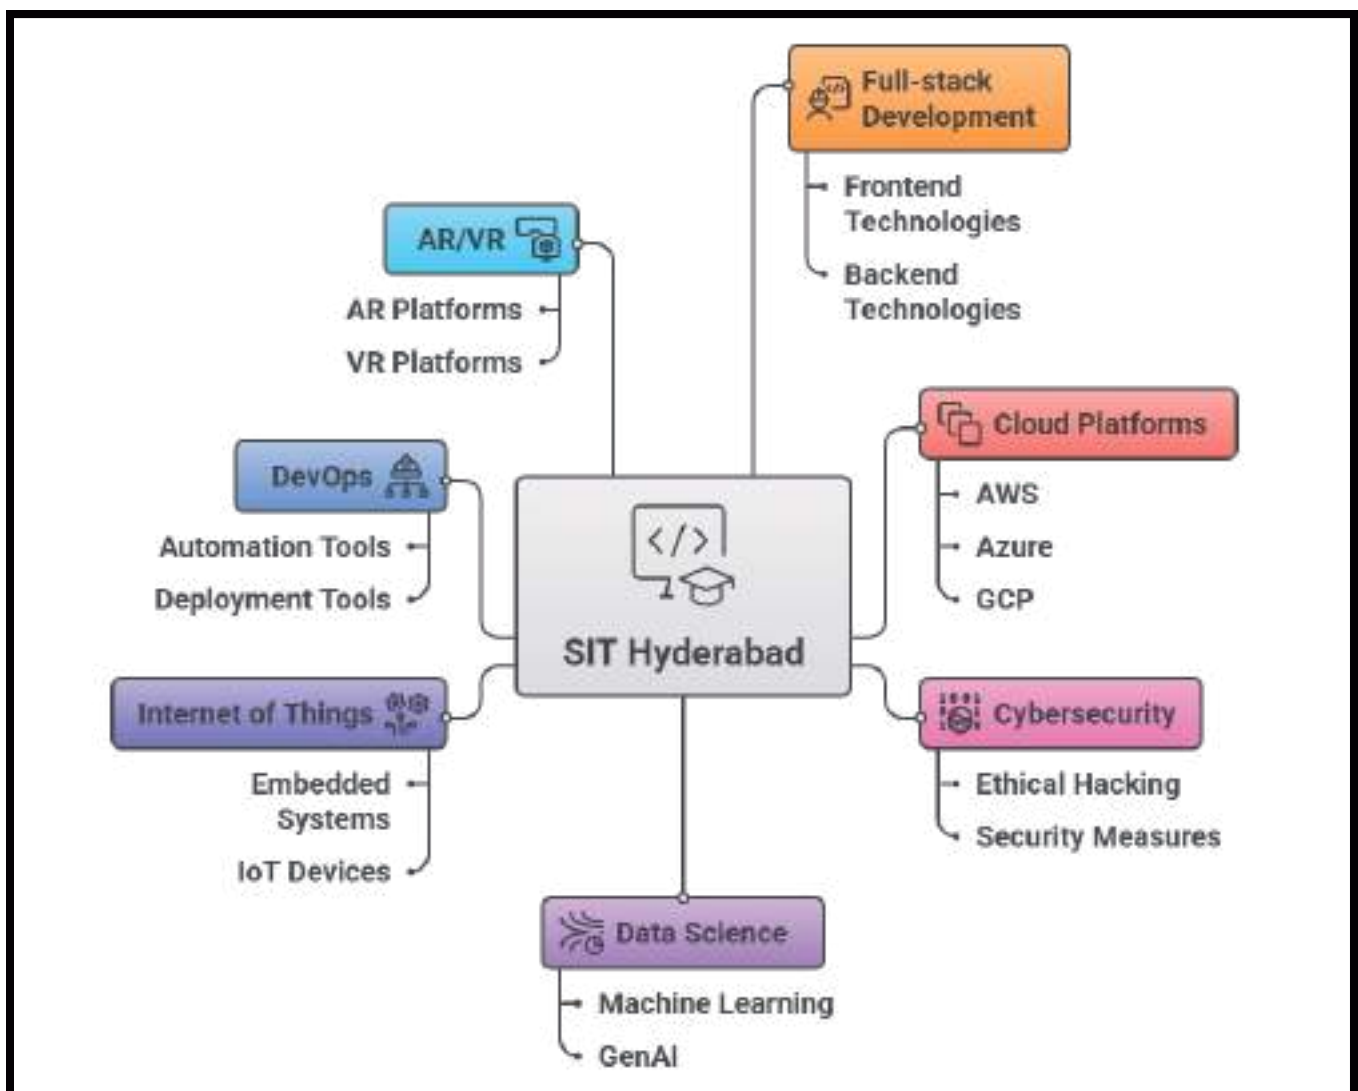 Full-stack
Development
Frontend
Technologies
Backend
Technologies
AR/VR
AR Platforms
VR Platforms
Cloud Platforms
AWS
Azure
GCP
DevOps
Automation Tools
Deployment Tools
</>
SIT Hyderabad
Internet of Things
Embedded
Systems
IoT Devices
Cybersecurity
Ethical Hacking
Security Measures
Data Science
Machine Learning
GenAI